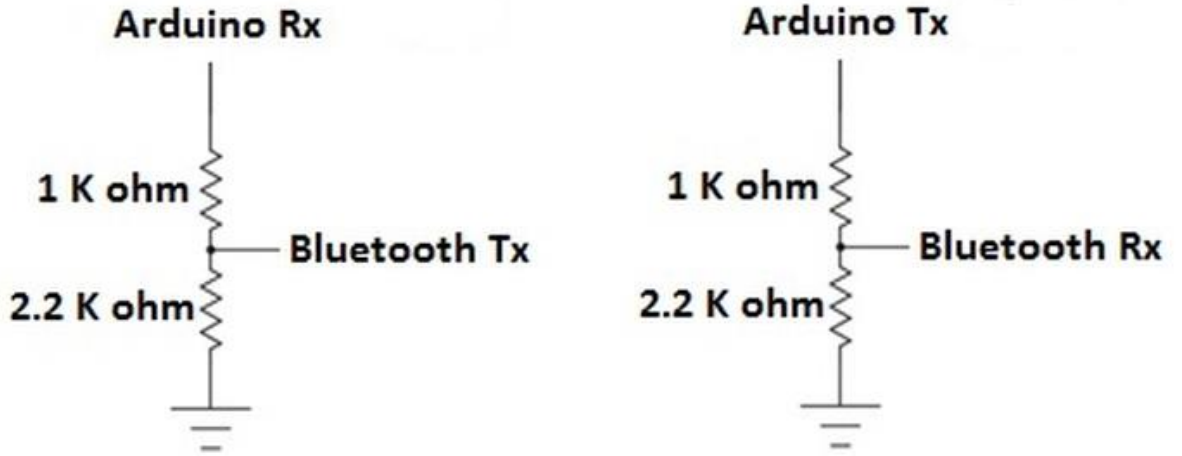 Arduino Rx
1 K ohm
Bluetooth Tx
2.2 K ohm
Arduino Tx
1 K ohm
Bluetooth Rx
2.2 K ohm